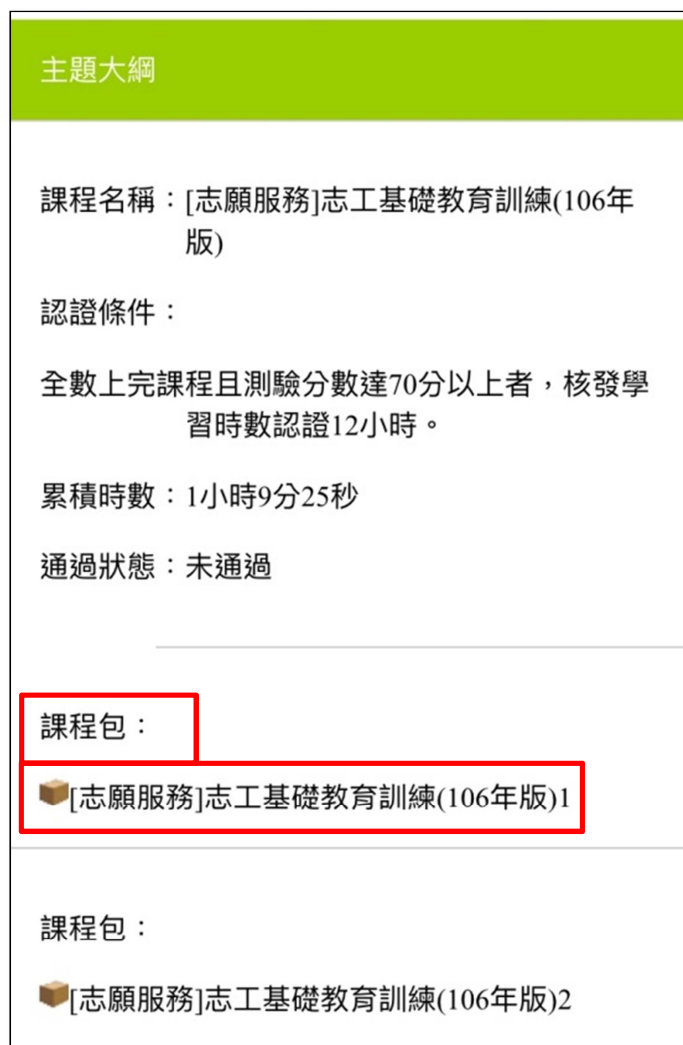 主題大綱
課程名稱：[志願服務]志工基礎教育訓練(106年
版)
認證條件：
全數上完課程且測驗分數達70分以上者，核發學
習時數認證12小時。
累積時數：1小時9分25秒
通過狀態：未通過
課程包：
[志願服務]志工基礎教育訓練(106年版)1
課程包：
[志願服務]志工基礎教育訓練(106年版)2